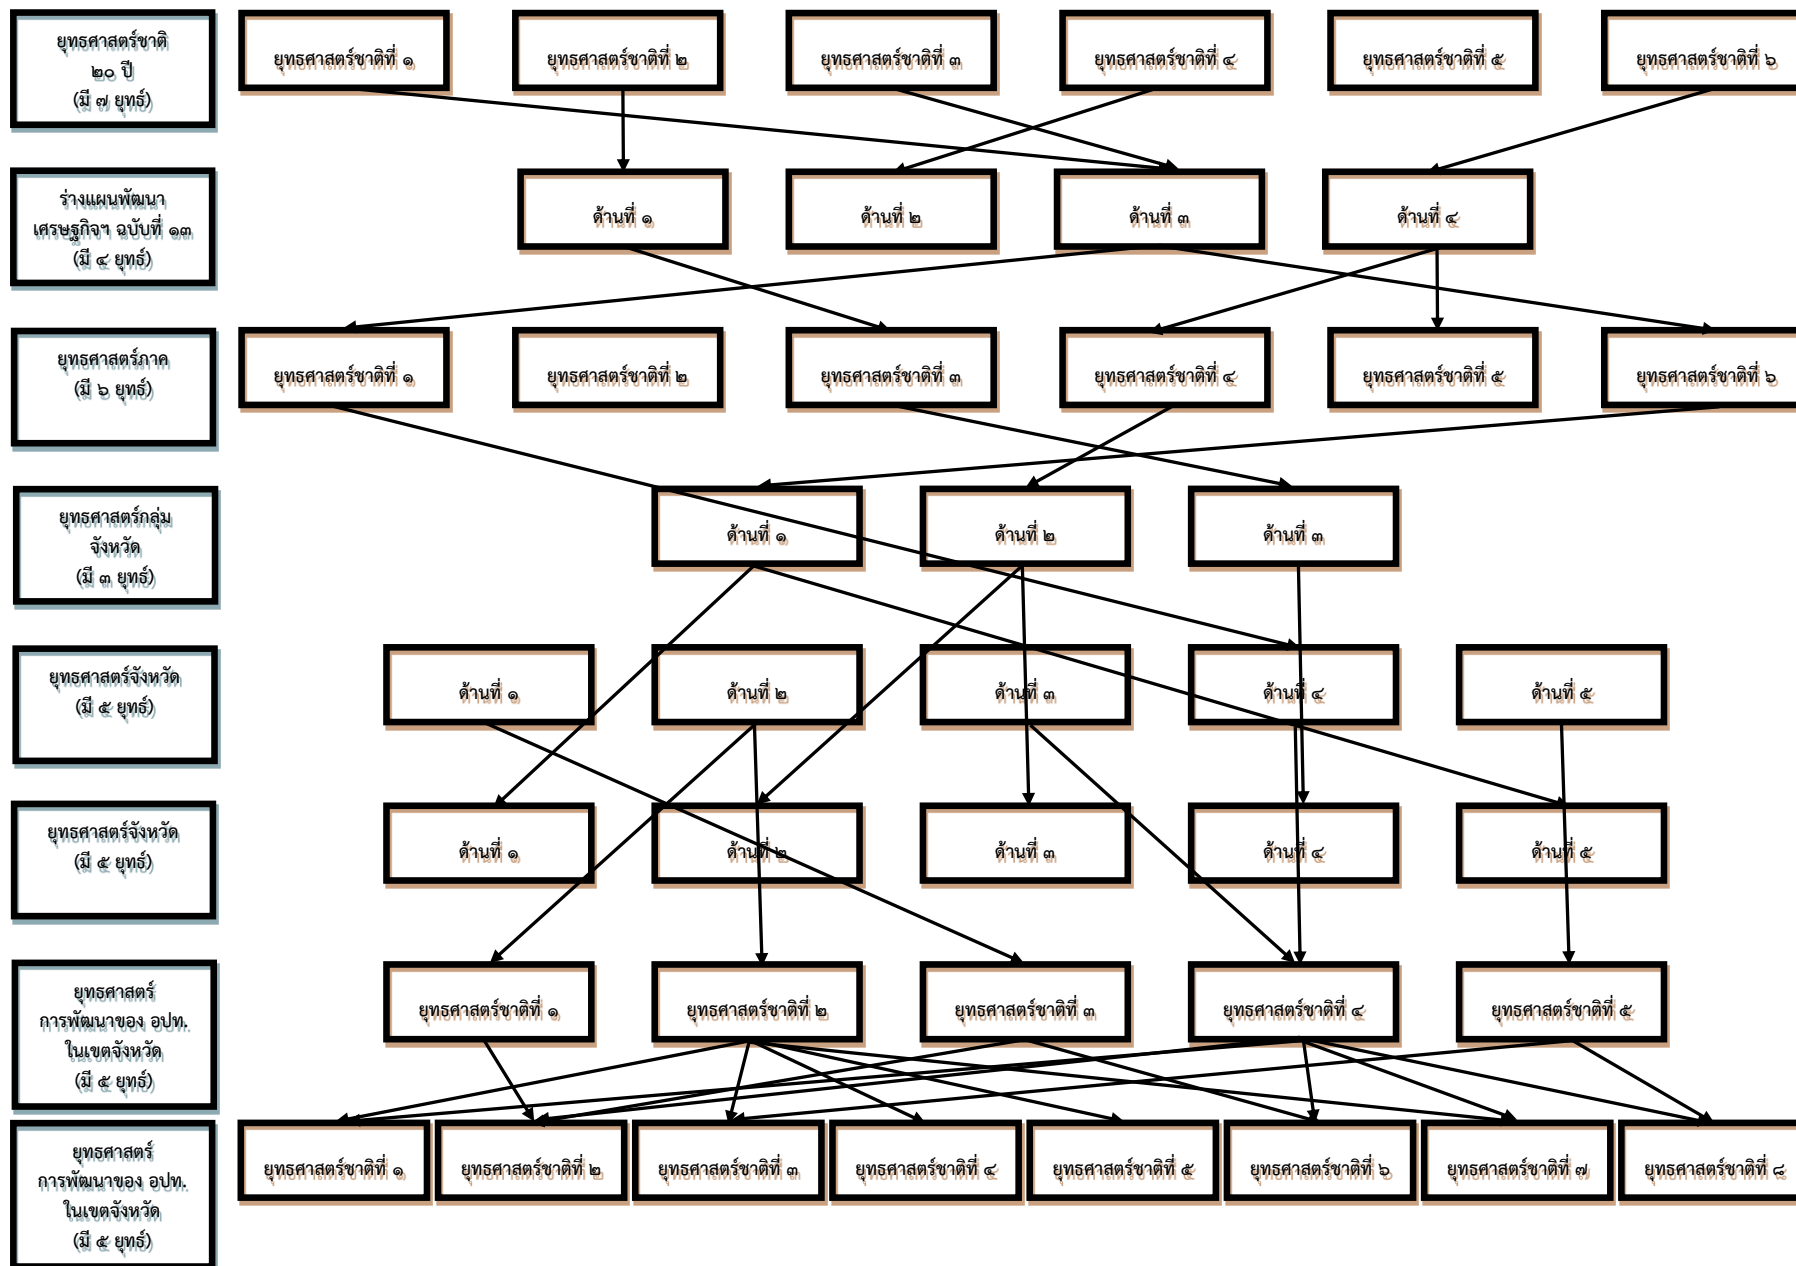 ยุทธศาสตร์ชาติ
๒๐ ปี
(มี ๗ ยุทธ์)
ยุทธศาสตร์ชาติที่ ๑
ยุทธศาสตร์ชาติที่ ๒
ยุทธศาสตร์ชาติที่ ๓
ยุทธศาสตร์ชาติที่ ๔
ยุทธศาสตร์ชาติที่ ๕
ยุทธศาสตร์ชาติที่ ๖
ร่างแผนพัฒนา
เศรษฐกิจฯ ฉบับที่ ๑๓
(มี ๔ ยุทธ์)
ด้านที่ ๑
ด้านที่ ๒
ด้านที่ ๓
ด้านที่ ๔
ยุทธศาสตร์ภาค
(มี ๖ ยุทธ์)
ยุทธศาสตร์ชาติที่ ๑
ยุทธศาสตร์ชาติที่ ๒
ยุทธศาสตร์ชาติที่ ๓
ยุทธศาสตร์ชาติที่ ๔
ยุทธศาสตร์ชาติที่ ๕
ยุทธศาสตร์ชาติที่ ๖
ยุทธศาสตร์กลุ่ม
จังหวัด
(มี ๓ ยุทธ์)
ด้านที่ ๑
ด้านที่ ๒
ด้านที่ ๓
ยุทธศาสตร์จังหวัด
(มี ๕ ยุทธ์)
ด้านที่ ๑
ด้านที่ ๒
ด้านที่ ๓
ด้านที่ ๔
ด้านที่ ๕
ยุทธศาสตร์จังหวัด
(มี ๕ ยุทธ์)
ด้านที่ ๑
ด้านที่ ๒
ด้านที่ ๓
ด้านที่ ๔
ด้านที่ ๕
ยุทธศาสตร์
การพัฒนาของ อปท.
ในเขตจังหวัด
(มี ๕ ยุทธ์)
ยุทธศาสตร์ชาติที่ ๑
ยุทธศาสตร์ชาติที่ ๒
ยุทธศาสตร์ชาติที่ ๓
ยุทธศาสตร์ชาติที่ ๔
ยุทธศาสตร์ชาติที่ ๕
ยุทธศาสตร์
การพัฒนาของ อปท.
ในเขตจังหวัด
(มี ๕ ยุทธ์)
ยุทธศาสตร์ชาติที่ ๑
ยุทธศาสตร์ชาติที่ ๒
ยุทธศาสตร์ชาติที่ ๓
ยุทธศาสตร์ชาติที่ ๔
ยุทธศาสตร์ชาติที่ ๕
ยุทธศาสตร์ชาติที่ ๖
ยุทธศาสตร์ชาติที่ ๗
ยุทธศาสตร์ชาติที่ ๘